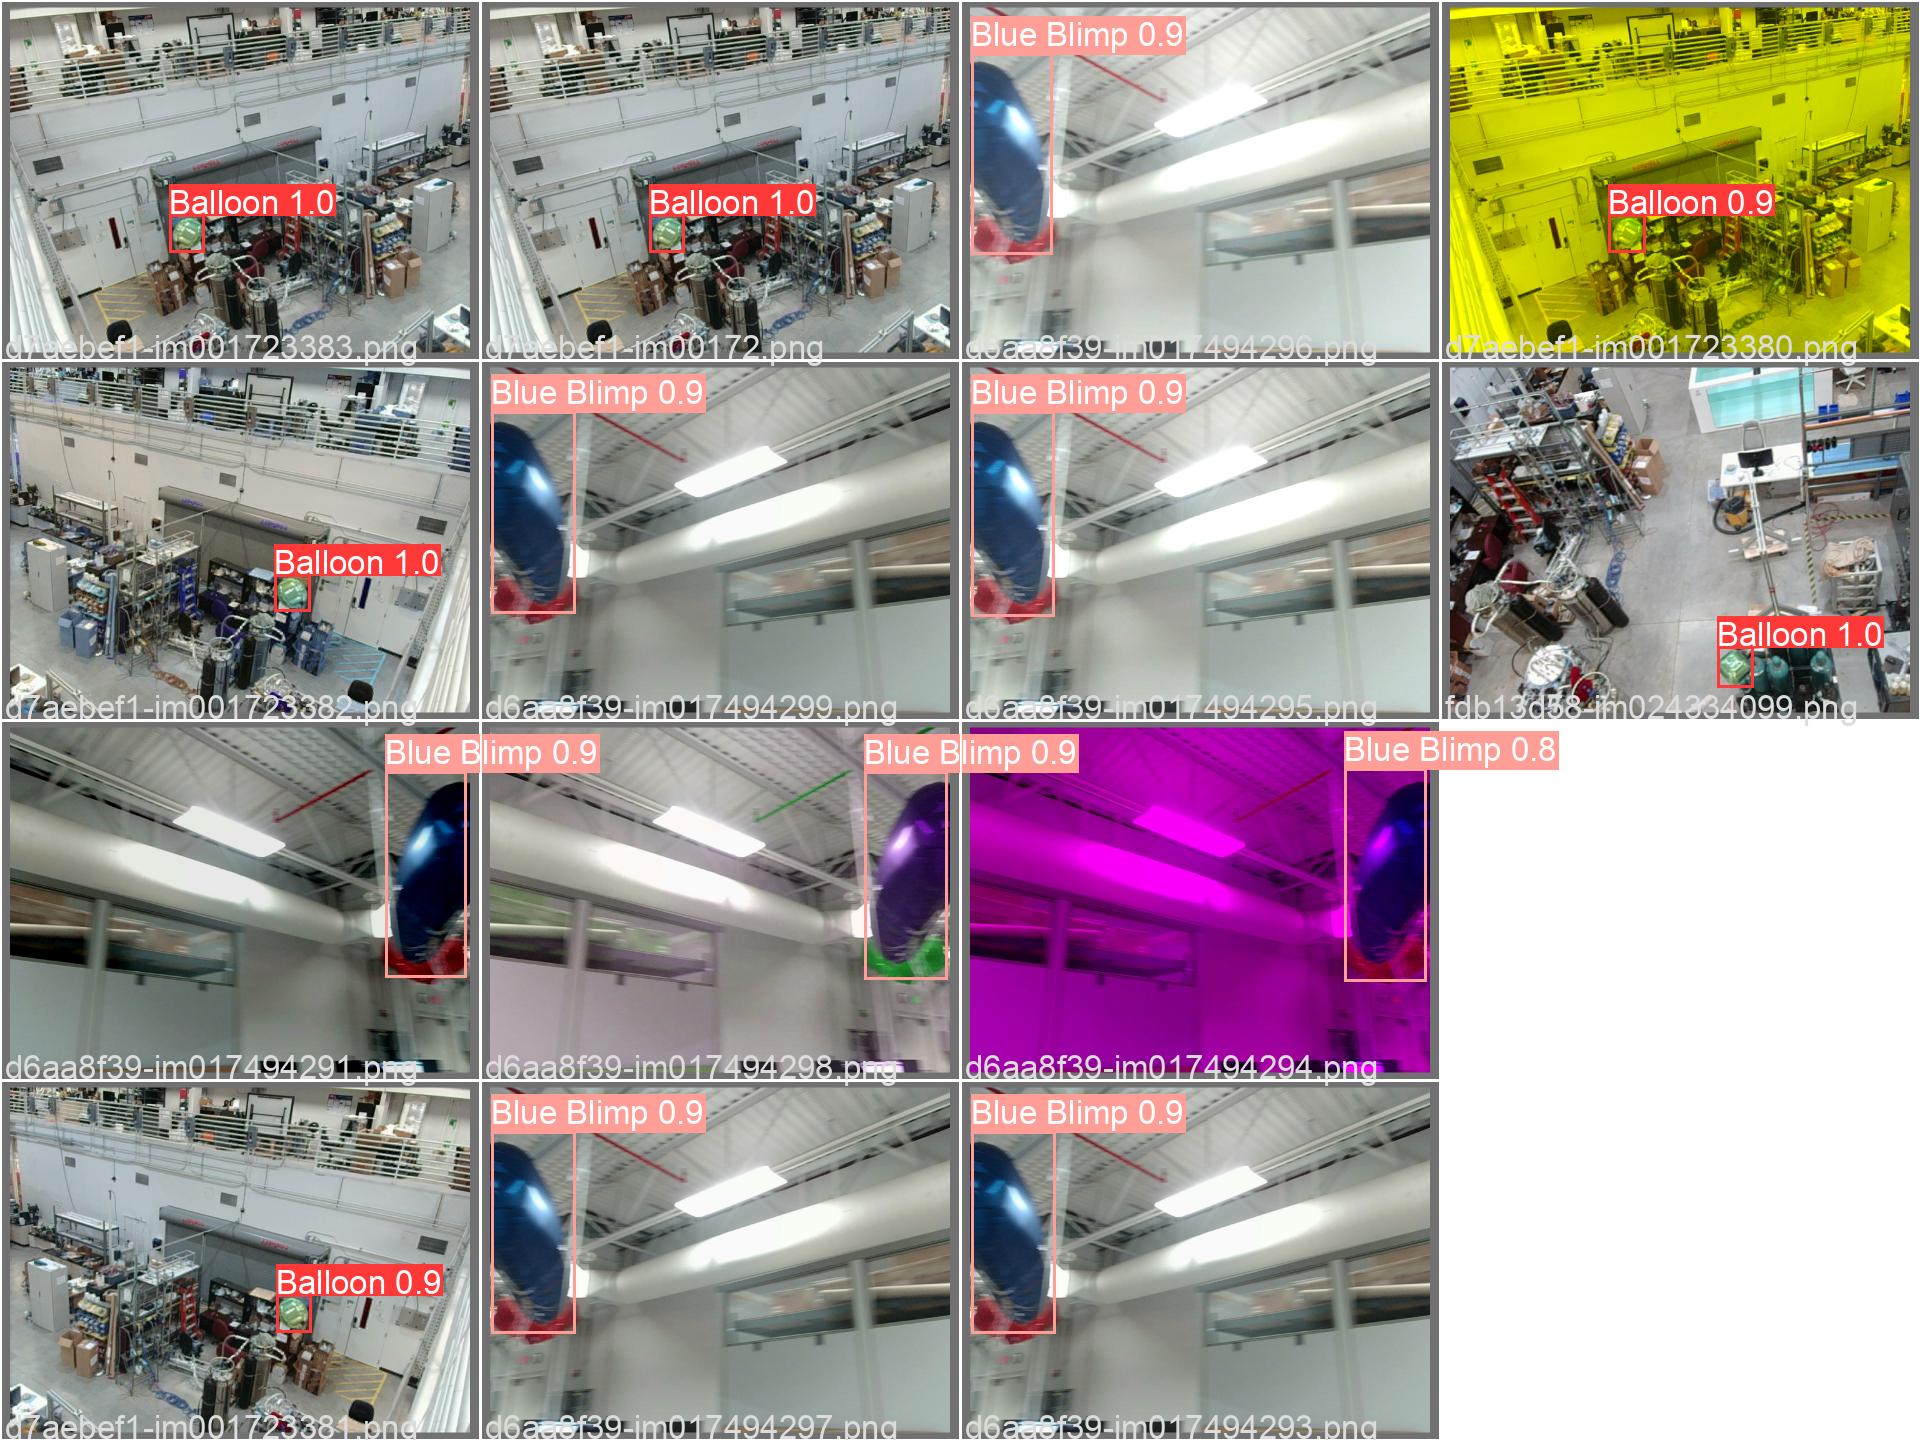 Balloon 1.0
d7aebef1-im001723383.png
Balloon 1.0
d7aebef1-im00172.png
Blue Blimp 0.9
d6aa8f39-im017494296.png
Balloon 0.9
d7aebef1-im001723380.png
Balloon 1.0
d7aebef1-im001723382.png
Blue Blimp 0.9
d6aa8f39-im017494299.png
Blue Blimp 0.9
d6aa8f39-im017494295.png
Balloon 1.0
fdb13d58-im024334099.png
Blue Blimp 0.9
d6aa8f39-im017494291.png
Blue Blimp 0.9
d6aa8f39-im017494298.png
Blue Blimp 0.8
d6aa8f39-im017494294.png
Balloon 0.9
d7aebef1-im001723381.png
Blue Blimp 0.9
d6aa8f39-im017494297.png
Blue Blimp 0.9
d6aa8f39-im017494293.png